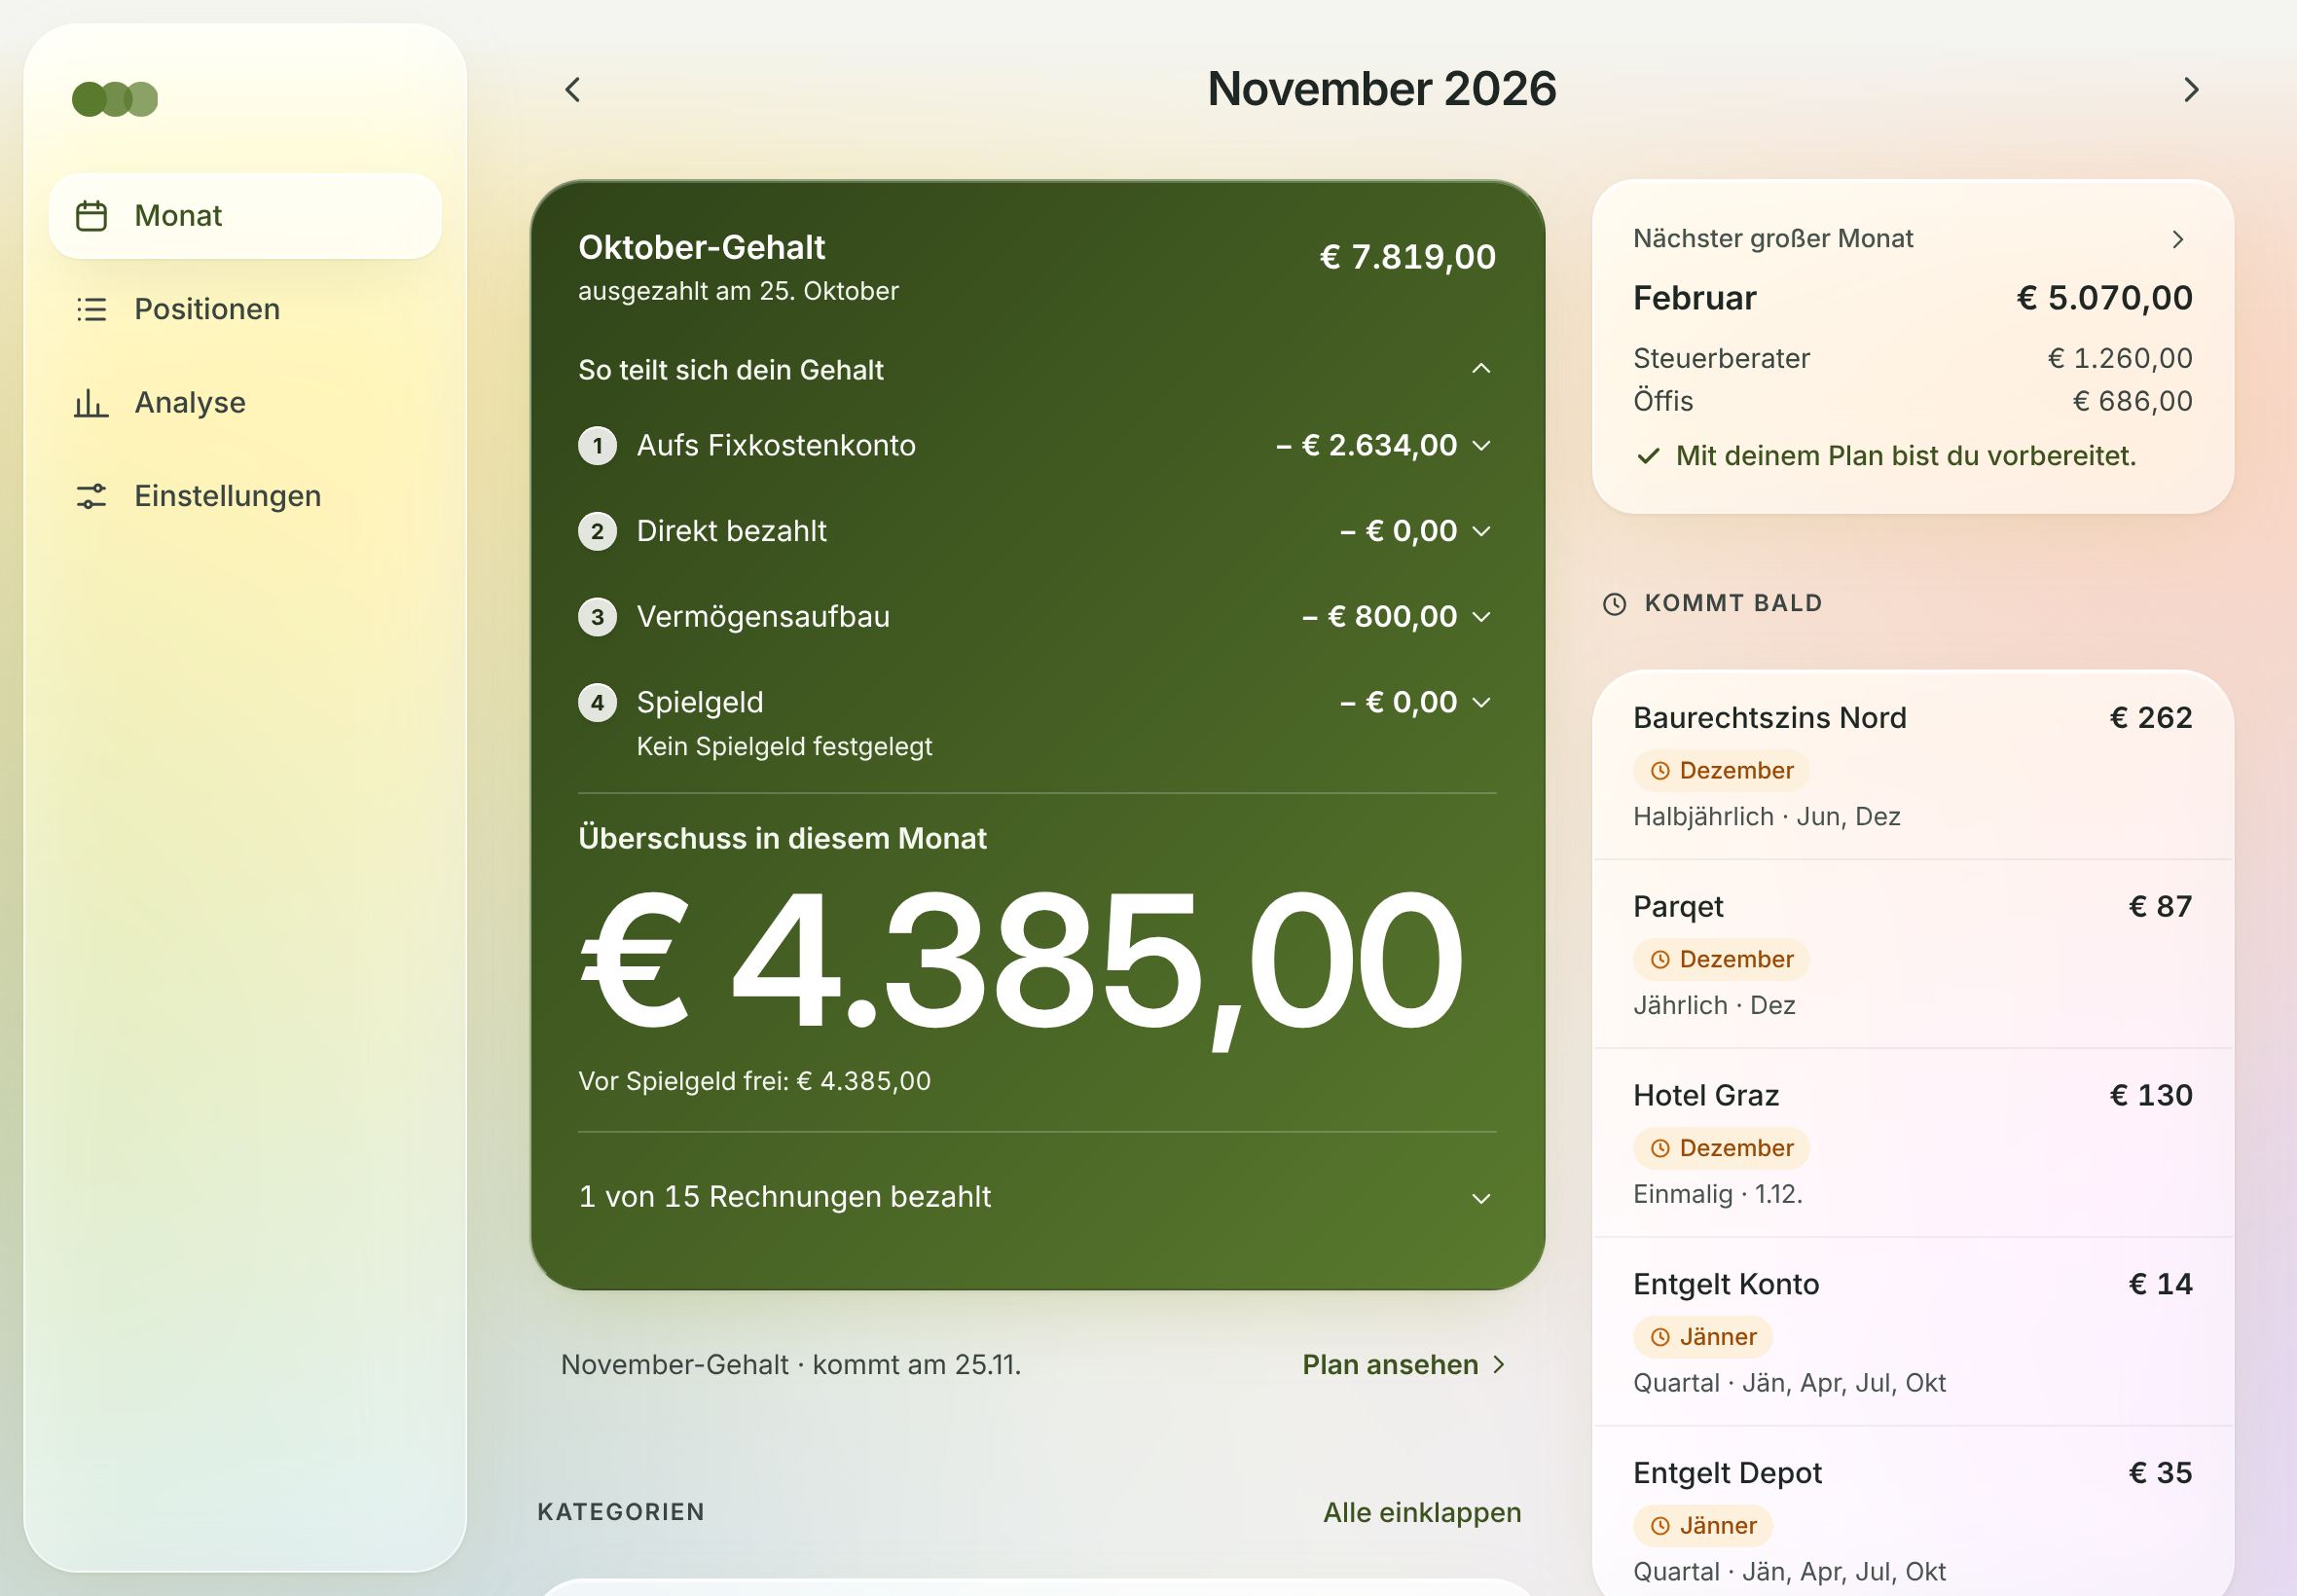 Monat
Positionen
Analyse
Einstellungen
November 2026
Oktober-Gehalt € 7.819,00
ausgezahlt am 25. Oktober
So teilt sich dein Gehalt
1 Aufs Fixkostenkonto – € 2.634,00
2 Direkt bezahlt – € 0,00
3 Vermögensaufbau – € 800,00
4 Spielgeld – € 0,00
Kein Spielgeld festgelegt
Überschuss in diesem Monat
€ 4.385,00
Vor Spielgeld frei: € 4.385,00
1 von 15 Rechnungen bezahlt
November-Gehalt · kommt am 25.11. Plan ansehen
KATEGORIEN Alle einklappen
Nächster großer Monat
Februar € 5.070,00
Steuerberater € 1.260,00
Öffis € 686,00
Mit deinem Plan bist du vorbereitet.
KOMMT BALD
Baurechtszins Nord € 262
Dezember
Halbjährlich · Jun, Dez
Parqet € 87
Dezember
Jährlich · Dez
Hotel Graz € 130
Dezember
Einmalig · 1.12.
Entgelt Konto € 14
Jänner
Quartal · Jän, Apr, Jul, Okt
Entgelt Depot € 35
Jänner
Quartal · Jän, Apr, Jul, Okt